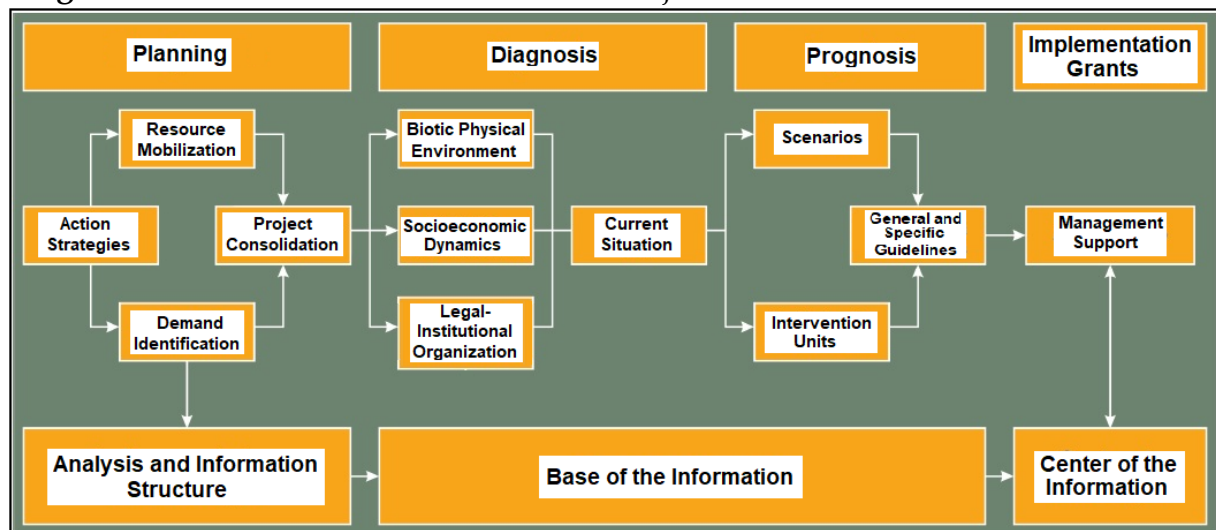 Planning
Diagnosis
Prognosis
Implementation
Grants
Resource
Mobilization
Biotic Physical
Environment
Scenarios
Action
Strategies
Project
Consolidation
Socioeconomic
Dynamics
Current
Situation
General and
Specific
Guidelines
Management
Support
Demand
Identification
Legal-
Institutional
Organization
Intervention
Units
Analysis and Information
Structure
Base of the Information
Center of the
Information